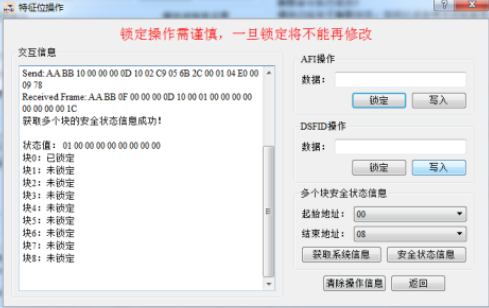 特征位操作
锁定操作需谨慎，一旦锁定将不能再修改
交互信息
Send: AA BB 10 00 00 00 0D 10 02 C9 05 6B 2C 00 01 04 E0 00
09 78
Received Frame: AA BB 0F 00 00 00 0D 10 00 01 00 00 00 00
00 00 00 00 1C
获取多个块的安全状态信息成功！
状态值： 01 00 00 00 00 00 00 00 00
块0: 已锁定
块1: 未锁定
块2: 未锁定
块3: 未锁定
块4: 未锁定
块5: 未锁定
块6: 未锁定
块7: 未锁定
块8: 未锁定
AFI操作
数据：
锁定 写入
DSFID操作
数据：
锁定 写入
多个块安全状态信息
起始地址： 00
结束地址： 08
获取系统信息 安全状态信息
清除操作信息 返回